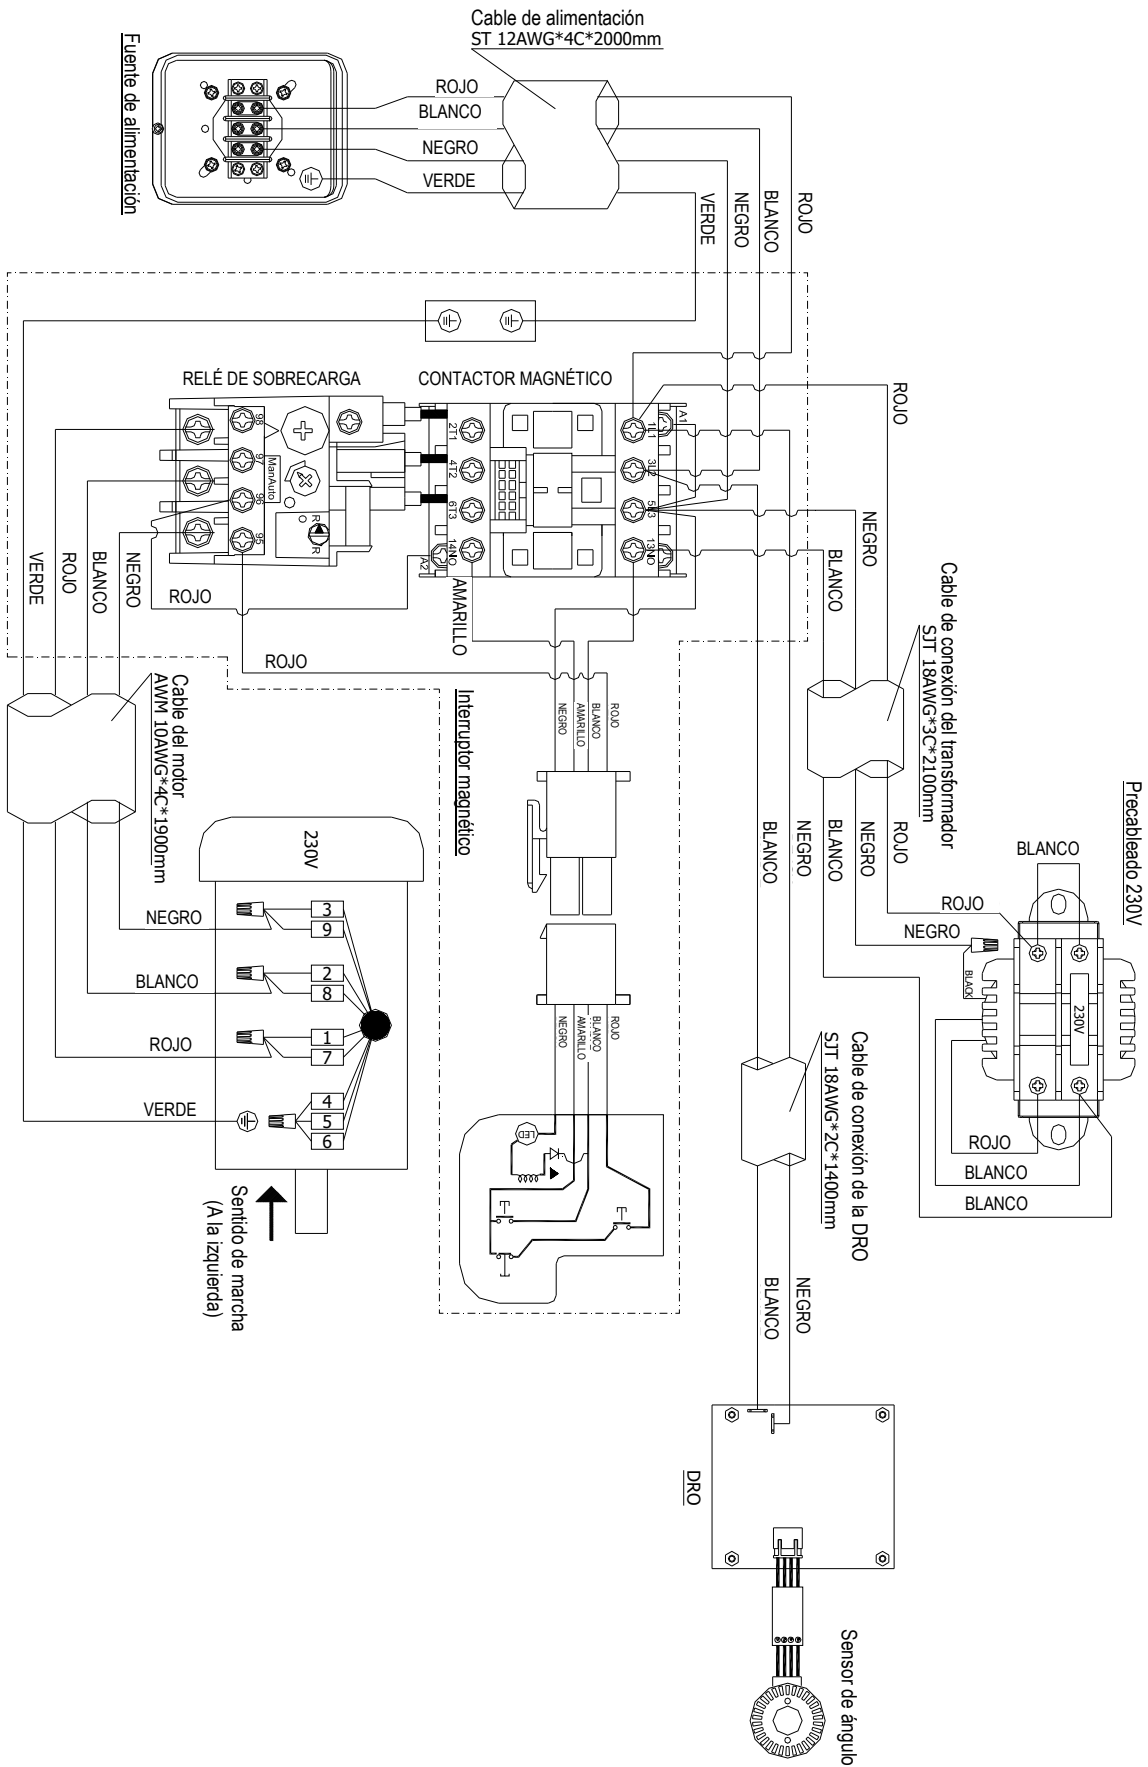 Cable de alimentación
ST 12AWG*4C*2000mm
Fuente de alimentación
ROJO
BLANCO
NEGRO
VERDE
ROJO
BLANCO
NEGRO
VERDE
RELÉ DE SOBRECARGA
CONTACTOR MAGNÉTICO
ROJO
98
97
96
95
ManAuto
R
R
2T1
4T2
6T3
14NO
A2
A1
1L1
3L2
5L3
13NO
NEGRO
BLANCO
VERDE
ROJO
BLANCO
NEGRO
ROJO
AMARILLO
ROJO
Cable de conexión del transformador
SJT 18AWG*3C*2100mm
Cable del motor
AWM 10AWG*4C*1900mm
Interruptor magnético
NEGRO
AMARILLO
BLANCO
ROJO
BLANCO
NEGRO
BLANCO
NEGRO
ROJO
Precableado 230V
BLANCO
ROJO
NEGRO
BLACK
230V
ROJO
BLANCO
BLANCO
230V
NEGRO
BLANCO
ROJO
VERDE
3
9
2
8
1
7
4
5
6
NEGRO
AMARILLO
BLANCO
ROJO
LED
Sentido de marcha
(A la izquierda)
Cable de conexión de la DRO
SJT 18AWG*2C*1400mm
BLANCO
NEGRO
DRO
Sensor de ángulo